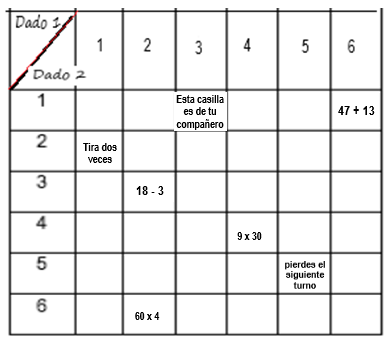 Dado 1
Dado 2
1 2 3 4 5 6
1
Esta casilla
es de tu
compañero
47 + 13
2
Tira dos
veces
3
18 - 3
4
9 x 30
5
pierdes el
siguiente
turno
6
60 x 4